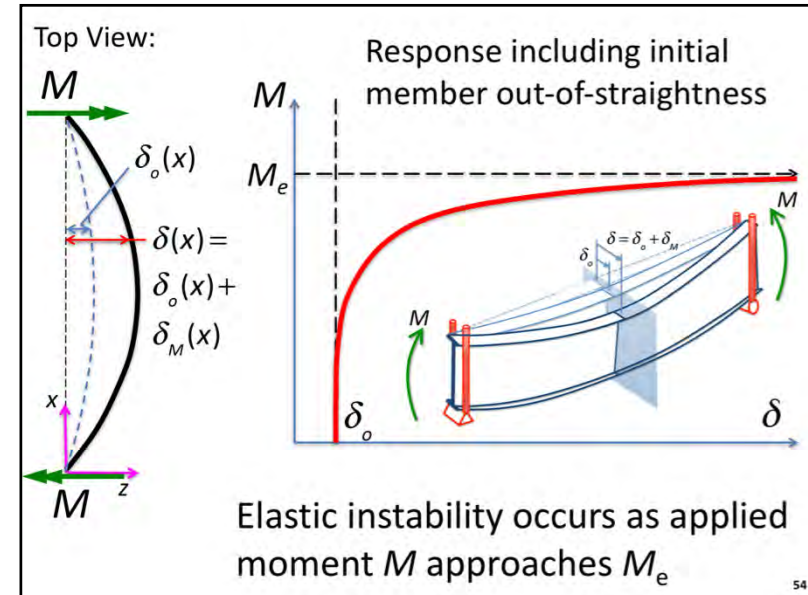 Top View:
M
δₒ(x)
δ(x) =
δₒ(x) +
δ_M(x)
x
z
M
Response including initial
member out-of-straightness
M
Mₑ
M
δ = δₒ + δ_M
δₒ
M
δₒ
δ
Elastic instability occurs as applied
moment M approaches Mₑ
54